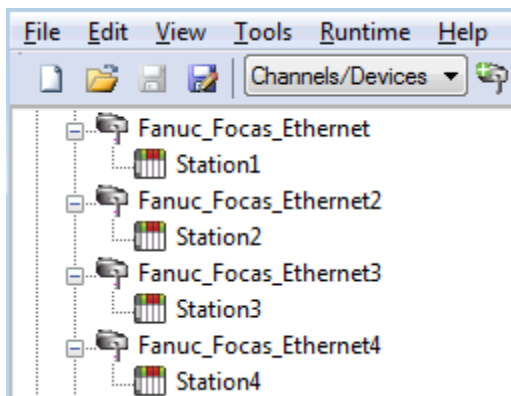 File Edit View Tools Runtime Help
Channels/Devices
Fanuc_Focas_Ethernet
Station1
Fanuc_Focas_Ethernet2
Station2
Fanuc_Focas_Ethernet3
Station3
Fanuc_Focas_Ethernet4
Station4